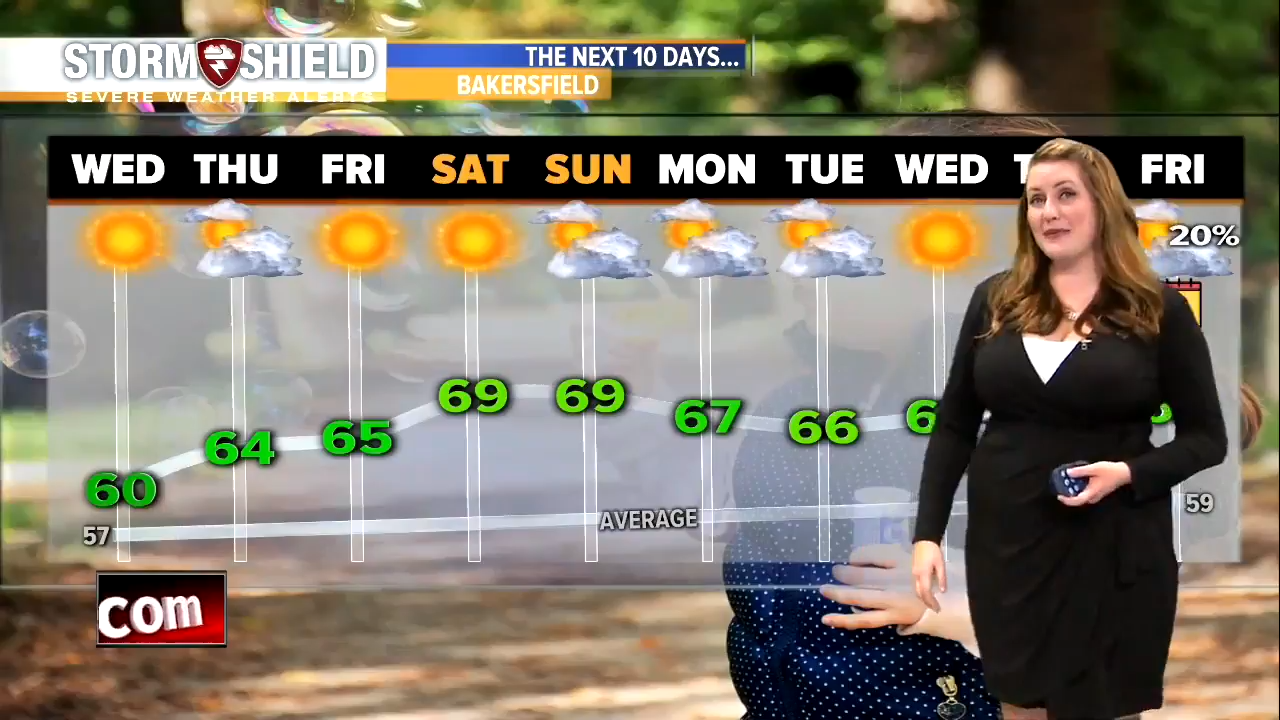 STORM SHIELD
SEVERE WEATHER ALERTS
THE NEXT 10 DAYS...
BAKERSFIELD
WED THU FRI SAT SUN MON TUE WED T FRI
20%
60 64 65 69 69 67 66 6
57 AVERAGE 59
com